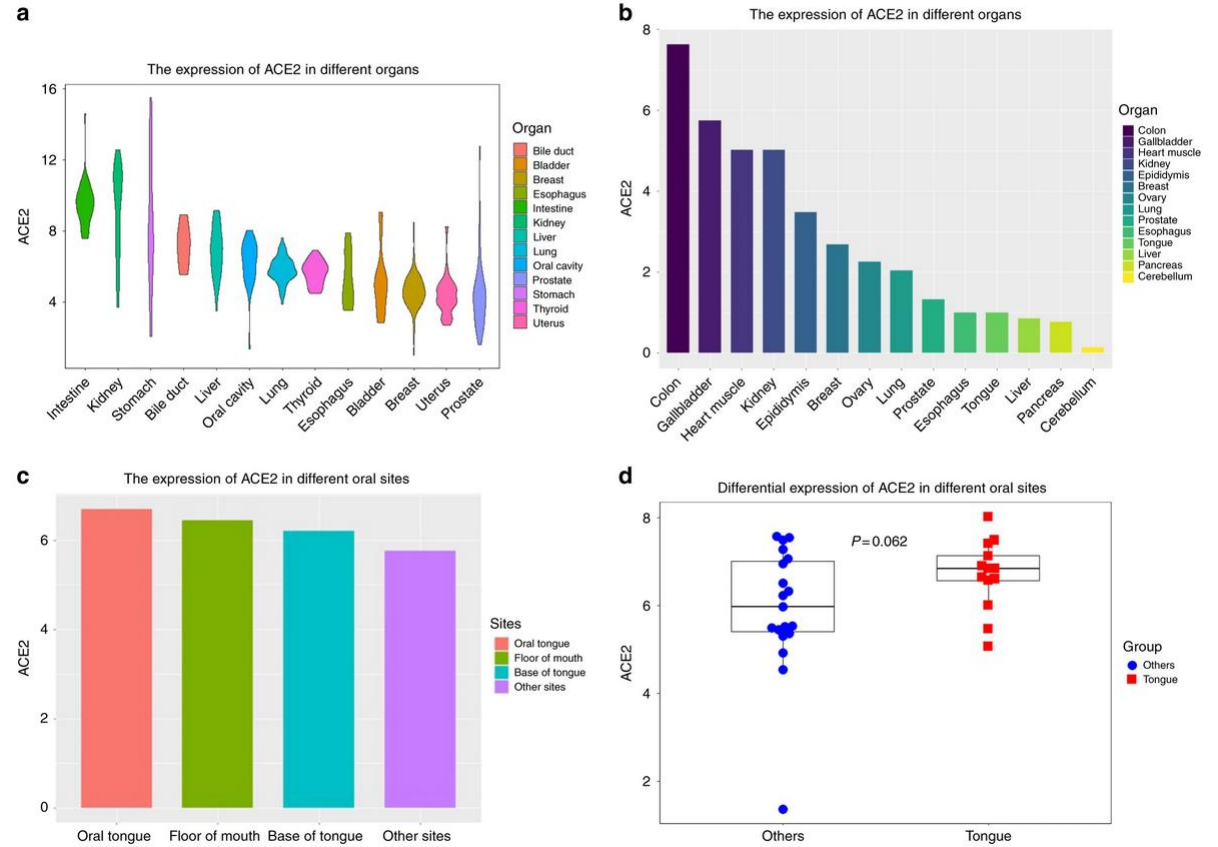 a
The expression of ACE2 in different organs
16
12
8
4
ACE2
Intestine
Kidney
Stomach
Bile duct
Liver
Oral cavity
Lung
Thyroid
Esophagus
Bladder
Breast
Uterus
Prostate
Organ
Bile duct
Bladder
Breast
Esophagus
Intestine
Kidney
Liver
Lung
Oral cavity
Prostate
Stomach
Thyroid
Uterus
b
The expression of ACE2 in different organs
8
6
4
2
0
ACE2
Colon
Gallbladder
Heart muscle
Kidney
Epididymis
Breast
Ovary
Lung
Prostate
Esophagus
Tongue
Liver
Pancreas
Cerebellum
Organ
Colon
Gallbladder
Heart muscle
Kidney
Epididymis
Breast
Ovary
Lung
Prostate
Esophagus
Tongue
Liver
Pancreas
Cerebellum
c
The expression of ACE2 in different oral sites
6
4
2
0
ACE2
Oral tongue
Floor of mouth
Base of tongue
Other sites
Sites
Oral tongue
Floor of mouth
Base of tongue
Other sites
d
Differential expression of ACE2 in different oral sites
8
6
4
2
ACE2
P=0.062
Others
Tongue
Group
Others
Tongue